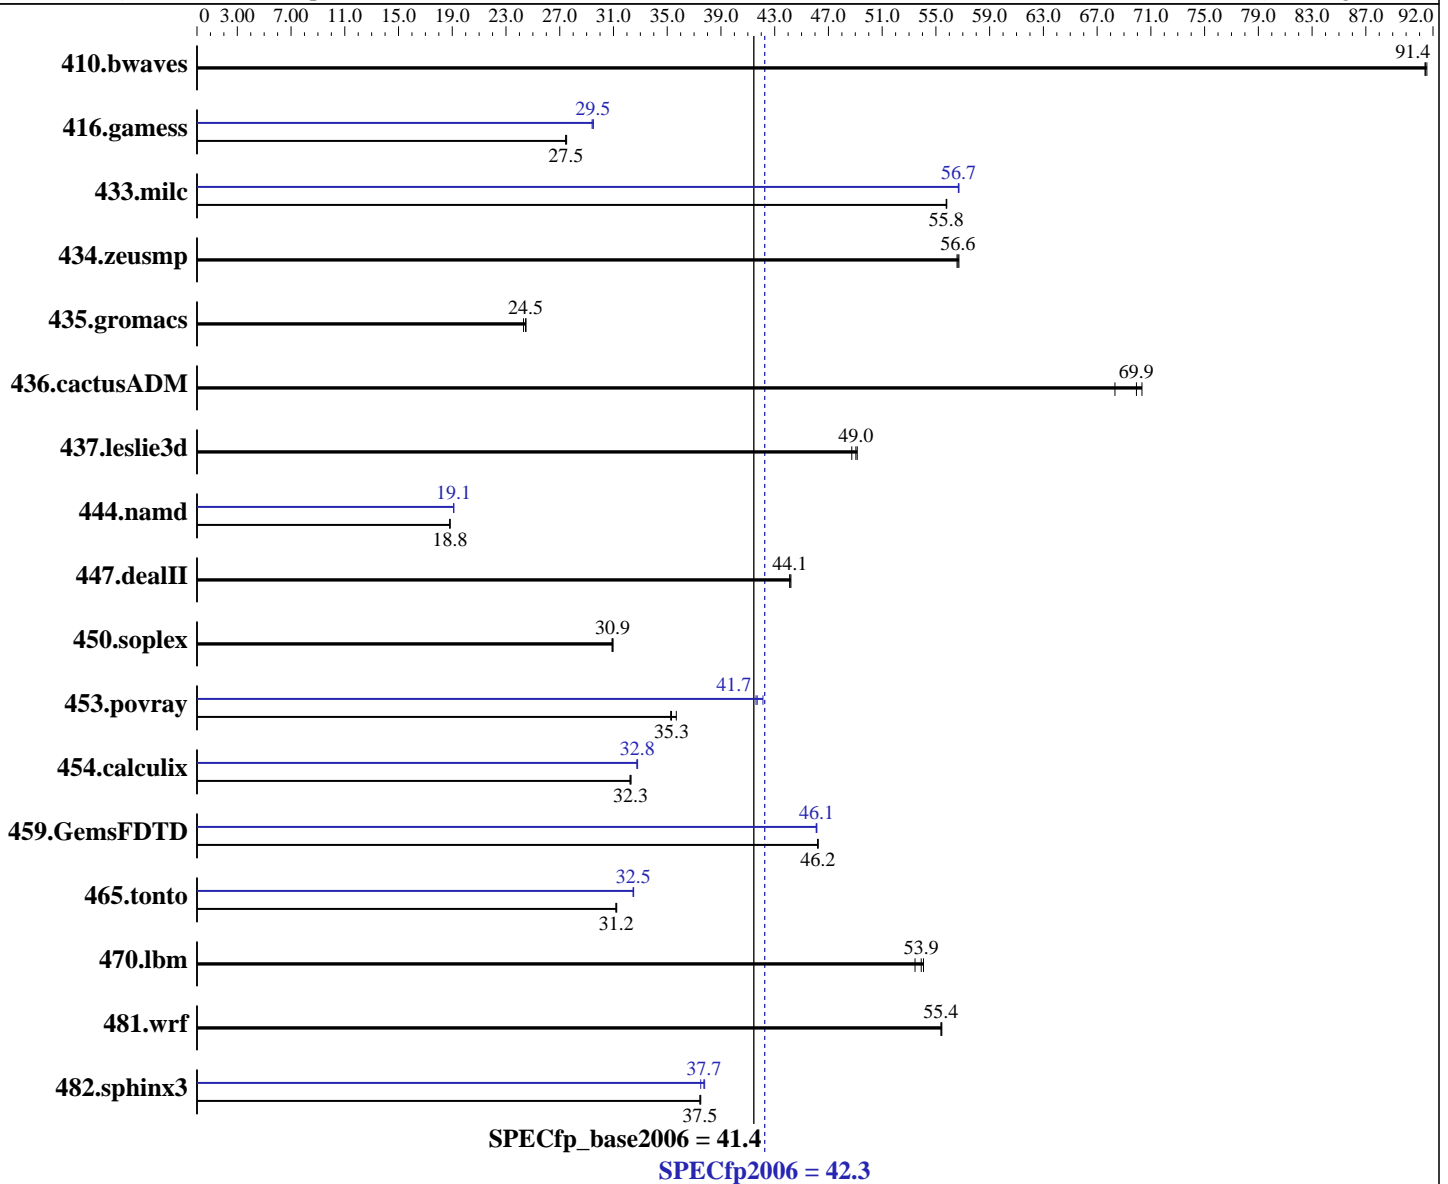 0 3.00 7.00 11.0 15.0 19.0 23.0 27.0 31.0 35.0 39.0 43.0 47.0 51.0 55.0 59.0 63.0 67.0 71.0 75.0 79.0 83.0 87.0 92.0
410.bwaves 91.4
29.5
416.gamess
27.5
56.7
433.milc
55.8
434.zeusmp 56.6
435.gromacs 24.5
436.cactusADM 69.9
437.leslie3d 49.0
19.1
444.namd
18.8
447.dealII 44.1
450.soplex 30.9
41.7
453.povray
35.3
32.8
454.calculix
32.3
46.1
459.GemsFDTD
46.2
32.5
465.tonto
31.2
470.lbm 53.9
481.wrf 55.4
37.7
482.sphinx3
37.5
SPECfp_base2006 = 41.4
SPECfp2006 = 42.3